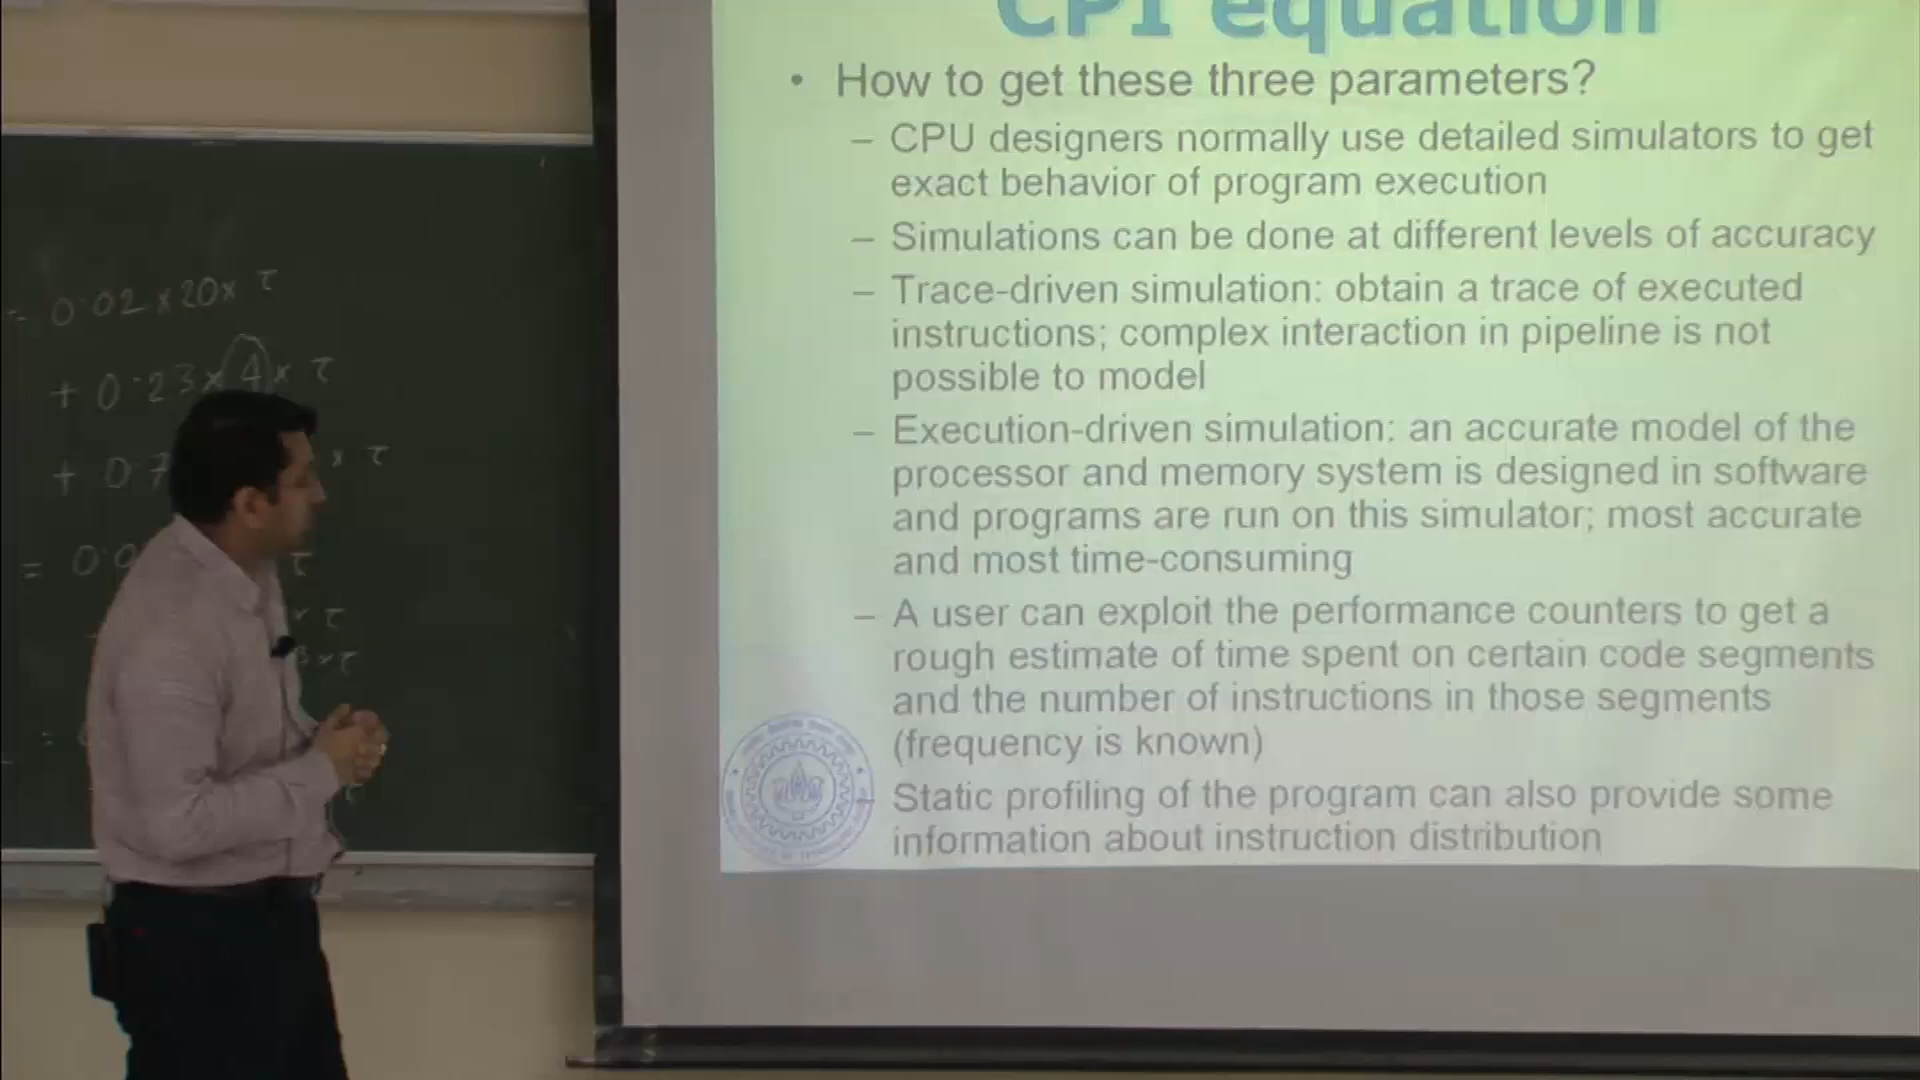 CPI equation
• How to get these three parameters?
– CPU designers normally use detailed simulators to get
exact behavior of program execution
– Simulations can be done at different levels of accuracy
– Trace-driven simulation: obtain a trace of executed
instructions; complex interaction in pipeline is not
possible to model
– Execution-driven simulation: an accurate model of the
processor and memory system is designed in software
and programs are run on this simulator; most accurate
and most time-consuming
– A user can exploit the performance counters to get a
rough estimate of time spent on certain code segments
and the number of instructions in those segments
(frequency is known)
– Static profiling of the program can also provide some
information about instruction distribution
= 0.02 x 20 x τ
+ 0.23 x 4 x τ
+ 0.7 x τ
= 0.0 τ
x τ
3 x τ
=
τ